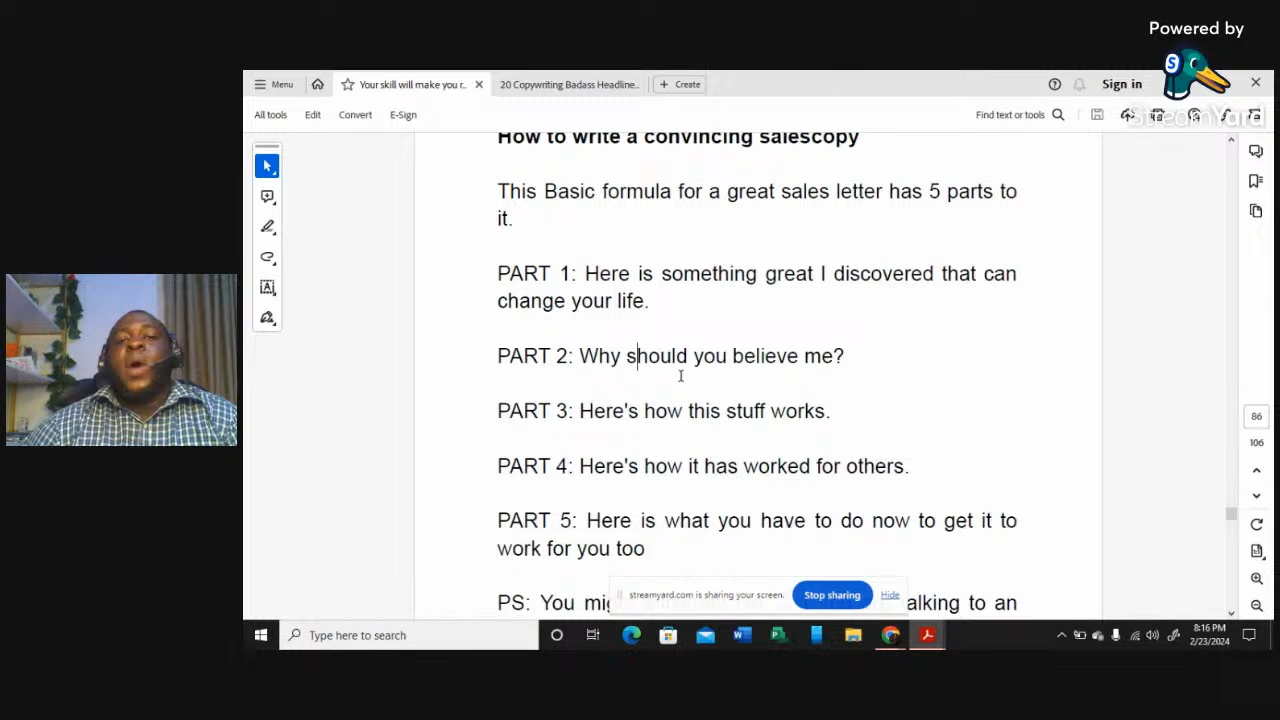 Powered by
StreamYard
Menu
Your skill will make you r..
20 Copywriting Badass Headline..
Create
Sign in
All tools
Edit
Convert
E-Sign
Find text or tools
How to write a convincing salescopy
This Basic formula for a great sales letter has 5 parts to
it.
PART 1: Here is something great I discovered that can
change your life.
PART 2: Why should you believe me?
PART 3: Here's how this stuff works.
PART 4: Here's how it has worked for others.
PART 5: Here is what you have to do now to get it to
work for you too
PS: You alking to an
streamyard.com is sharing your screen.
Stop sharing
Hide
86
106
Type here to search
8:16 PM
2/23/2024